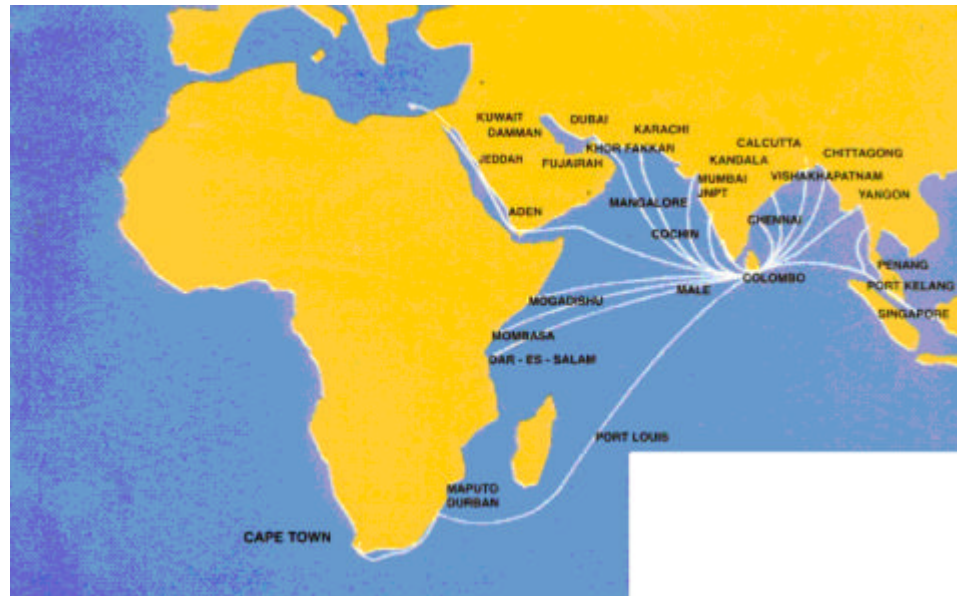 KUWAIT
DAMMAN
DUBAI
KARACHI
KHOR FAKKAN
CALCUTTA
CHITTAGONG
JEDDAH
FUJAIRAH
KANDALA
MUMBAI
JNPT
VISHAKHAPATNAM
YANGON
ADEN
MANGALORE
CHENNAI
COCHIN
PENANG
COLOMBO
PORT KELANG
MALE
MOGADISHU
SINGAPORE
MOMBASA
DAR - ES - SALAM
PORT LOUIS
MAPUTO
DURBAN
CAPE TOWN